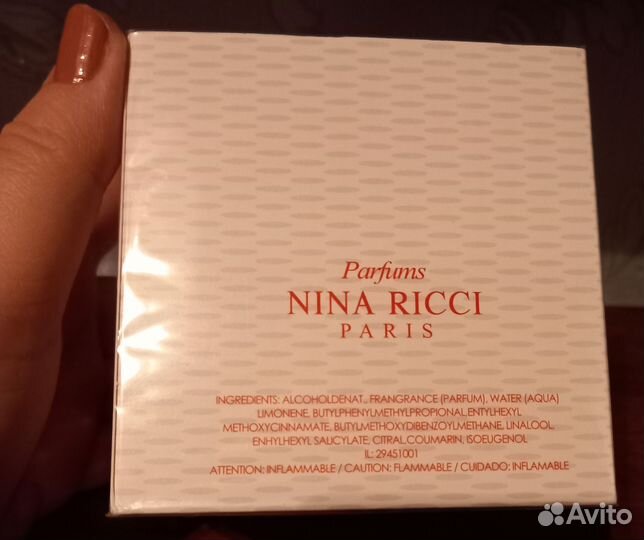 Parfums
NINA RICCI
PARIS
INGREDIENTS: ALCOHOLDENAT., FRANGRANCE (PARFUM), WATER (AQUA)
LIMONENE, BUTYLPHENYLMETHYLPROPIONAL,ENTYLHEXYL
METHOXYCINNAMATE, BUTYLMETHOXYDIBENZOYLMETHANE, LINALOOL,
ENHYLHEXYL SALICYLATE, CITRAL,COUMARIN, ISOEUGENOL
IL: 29451001
ATTENTION: INFLAMMABLE / CAUTION: FLAMMABLE / CUIDADO: INFLAMABLE
Avito